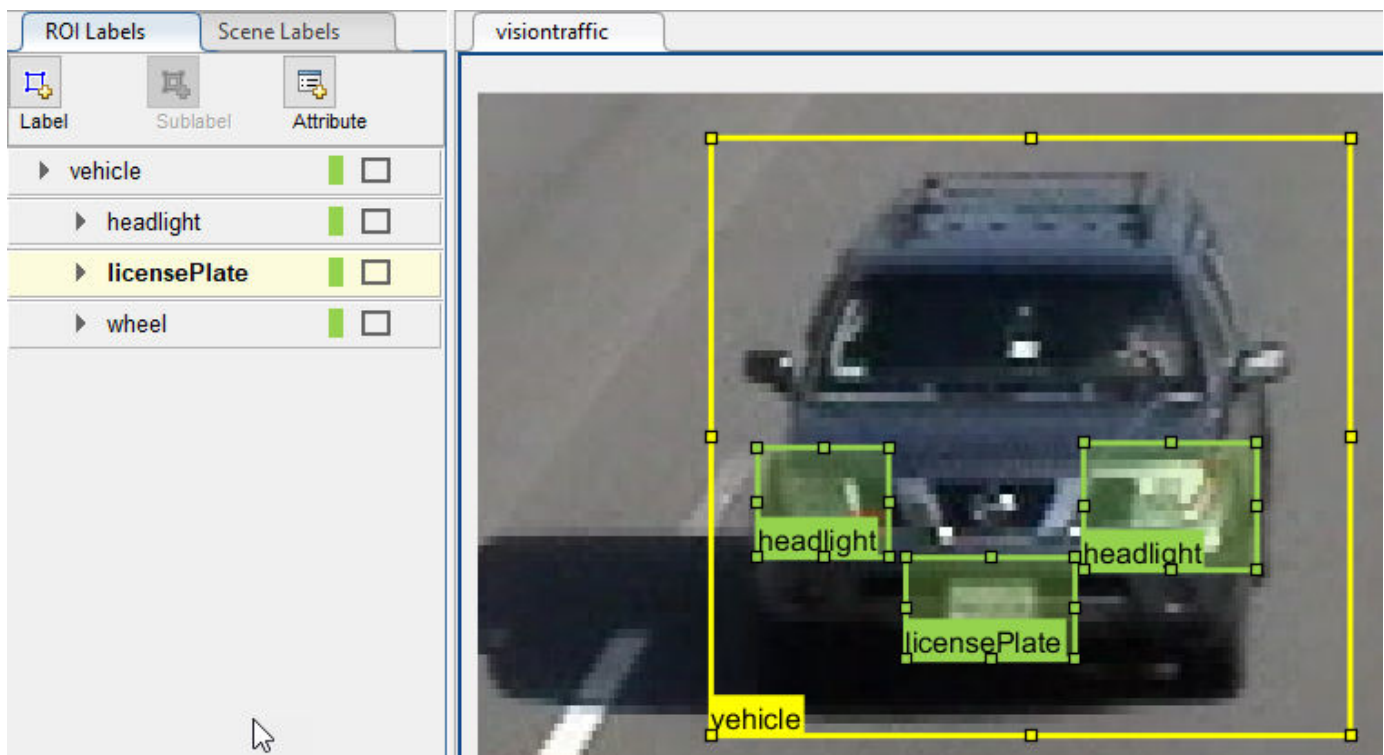 ROI Labels
Scene Labels
Label
Sublabel
Attribute
vehicle
headlight
licensePlate
wheel
visiontraffic
headlight
headlight
licensePlate
vehicle